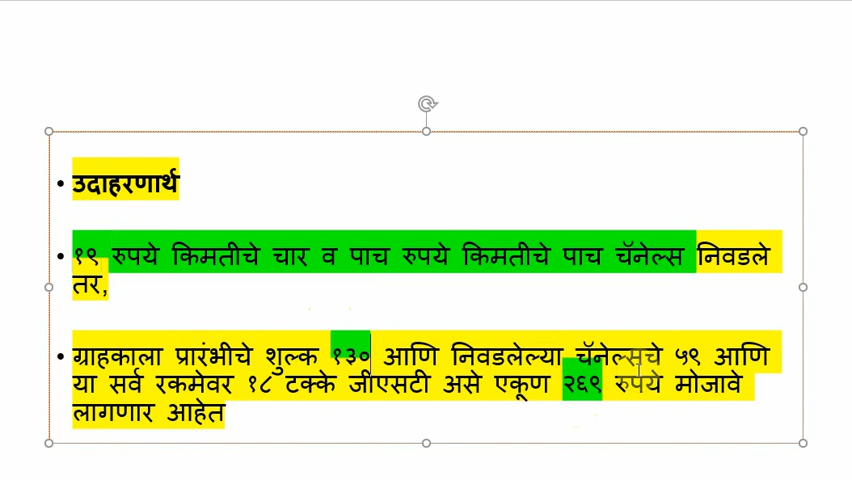 • उदाहरणार्थ
• १९ रुपये किमतीचे चार व पाच रुपये किमतीचे पाच चॅनेल्स निवडले
तर,
• ग्राहकाला प्रारंभीचे शुल्क १३० आणि निवडलेल्या चॅनेल्सचे ५९ आणि
या सर्व रकमेवर १८ टक्के जीएसटी असे एकूण २६९ रुपये मोजावे
लागणार आहेत